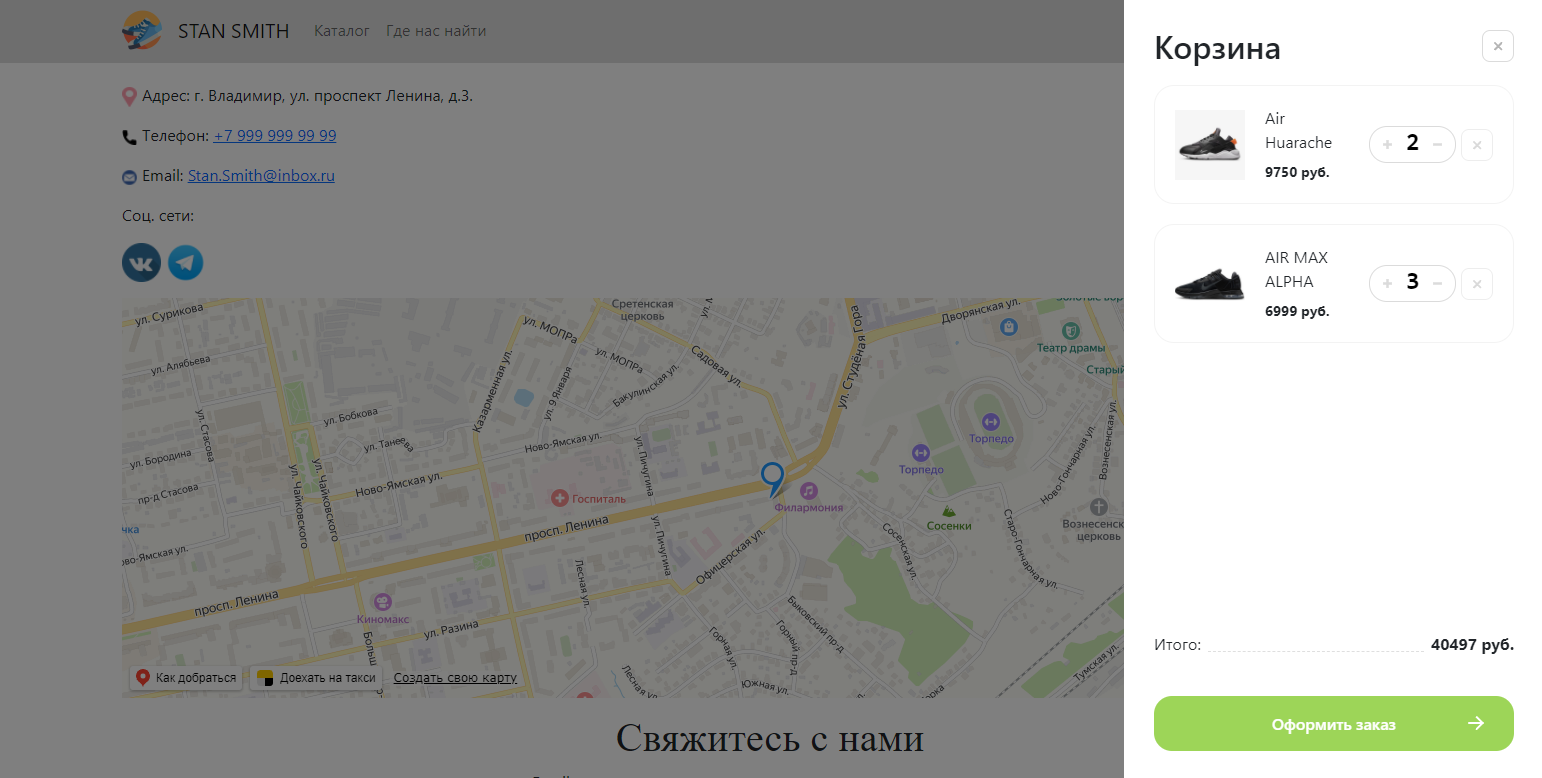 STAN SMITH
Каталог
Где нас найти
Адрес: г. Владимир, ул. проспект Ленина, д.3.
Телефон: +7 999 999 99 99
Email: Stan.Smith@inbox.ru
Соц. сети:
ул. Сурикова
ул. Алябьева
ул. Стасова
ул. Бородина
пр-д Стасова
чка
Ново-Ямская ул.
ул. Бобкова
ул. Танеева
ул. Чайковского
ул. Чайковского
Ново-Ямская ул.
Казарменная ул.
ул. МОПРа
ул. 9 Января
ул. МОПРа
Бакулинская ул.
Сретенская
церковь
Садовая ул.
ул. Студёная Гора
Дворянская ул.
Театр драмы
Старый
Торпедо
Торпедо
Ново-Гончарная ул.
Вознесенская ул.
Ново-Ямская ул.
ул. Пичугина
Госпиталь
просп. Ленина
ул. Пичугина
Филармония
Сосенки
Сосенская ул.
Старо-Гончарная ул.
Вознесенск
церковь
Офицерская ул.
Лесная ул.
просп. Ленина
Киномакс
Больш
ул. Разина
Горная ул.
Горный пр-д
Быковский пр-д
Лесная ул.
Южная ул.
Тумская ул.
Как добраться
Доехать на такси
Создать свою карту
Свяжитесь с нами
Корзина
Air
Huarache
9750 руб.
2
AIR MAX
ALPHA
6999 руб.
3
Итого:
40497 руб.
Оформить заказ